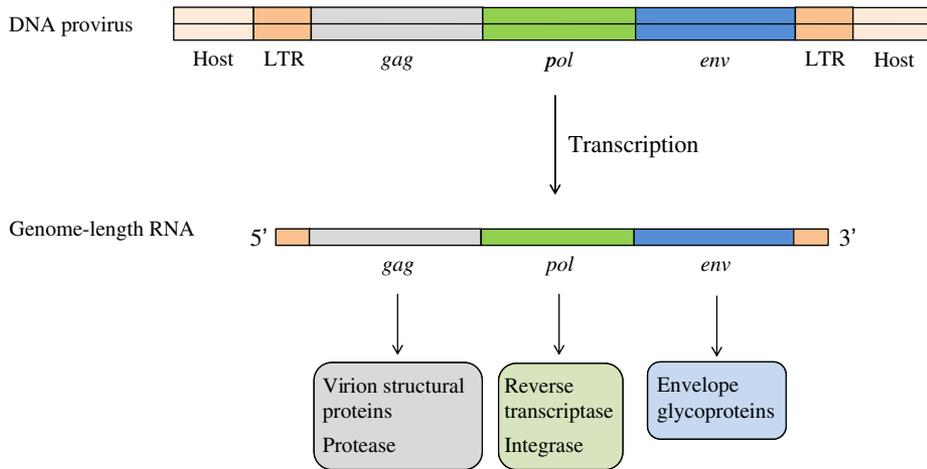 DNA provirus
Host LTR gag pol env LTR Host
Transcription
Genome-length RNA
5’ 3’
gag pol env
Virion structural
proteins
Protease
Reverse
transcriptase
Integrase
Envelope
glycoproteins